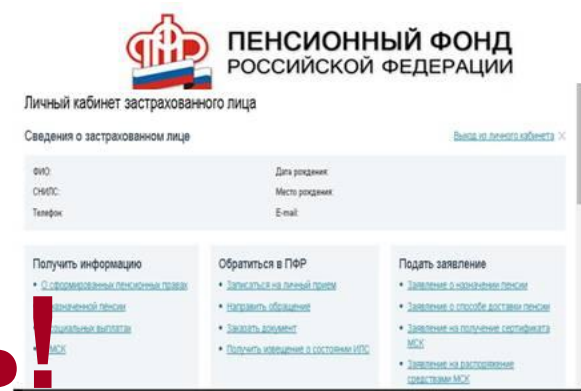 ПЕНСИОННЫЙ ФОНД
РОССИЙСКОЙ ФЕДЕРАЦИИ
Личный кабинет застрахованного лица
Сведения о застрахованном лице
Выход из личного кабинета ×
ФИО:
Дата рождения:
СНИЛС:
Место рождения:
Телефон:
E-mail:
Получить информацию
• О сформированных пенсионных правах
назначенной пенсии
социальных выплатах
МСК
Обратиться в ПФР
• Записаться на личный прием
• Направить обращение
• Заказать документ
• Получить извещение о состоянии ИЛС
Подать заявление
• Заявление о назначении пенсии
• Заявление о способе доставки пенсии
• Заявление на получение сертификата
МСК
• Заявление на распоряжение
средствами МСК
!